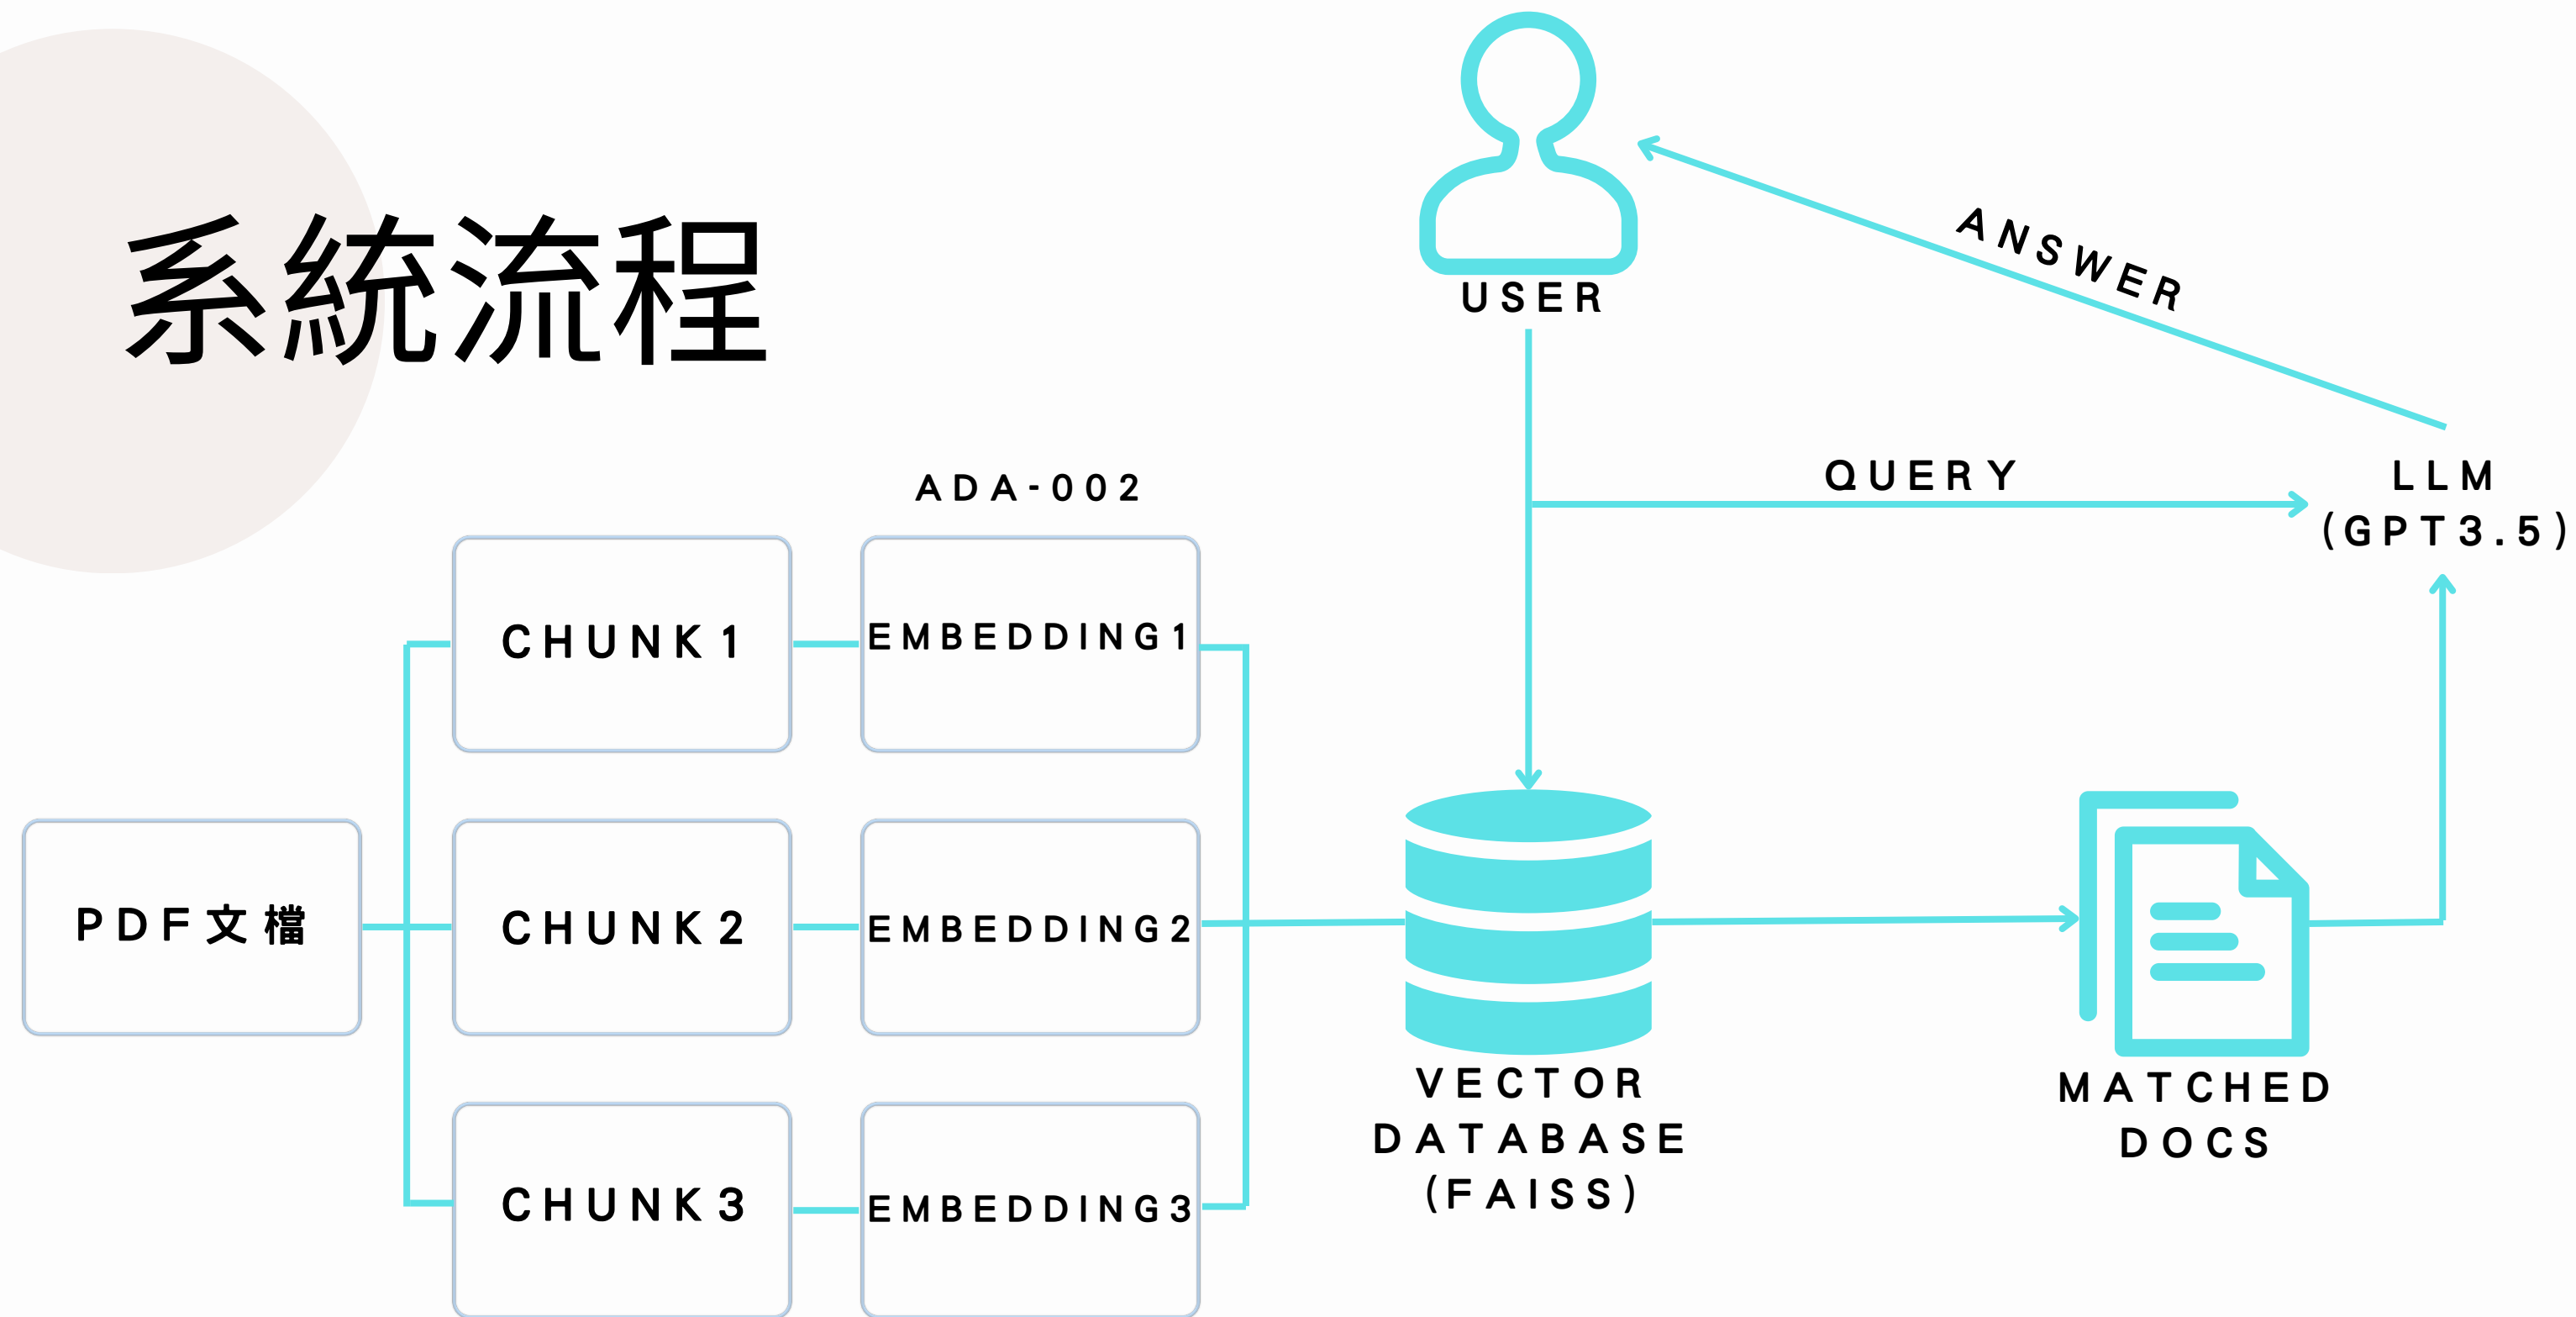 系統流程
USER
ANSWER
QUERY
LLM
(GPT3.5)
ADA-002
CHUNK1
EMBEDDING1
PDF文檔
CHUNK2
EMBEDDING2
CHUNK3
EMBEDDING3
VECTOR
DATABASE
(FAISS)
MATCHED
DOCS